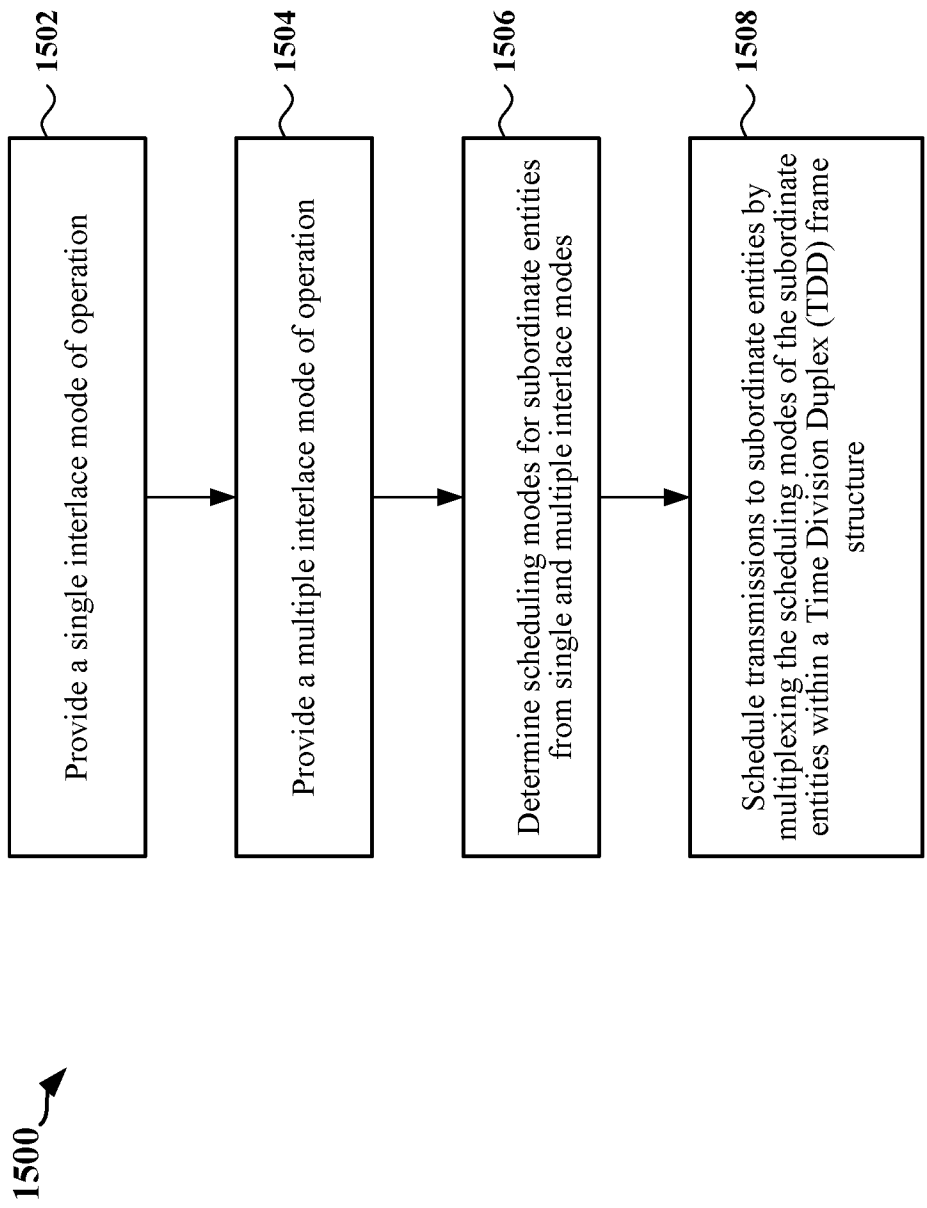 1500
Provide a single interlace mode of operation
1502
Provide a multiple interlace mode of operation
1504
Determine scheduling modes for subordinate entities
from single and multiple interlace modes
1506
Schedule transmissions to subordinate entities by
multiplexing the scheduling modes of the subordinate
entities within a Time Division Duplex (TDD) frame
structure
1508